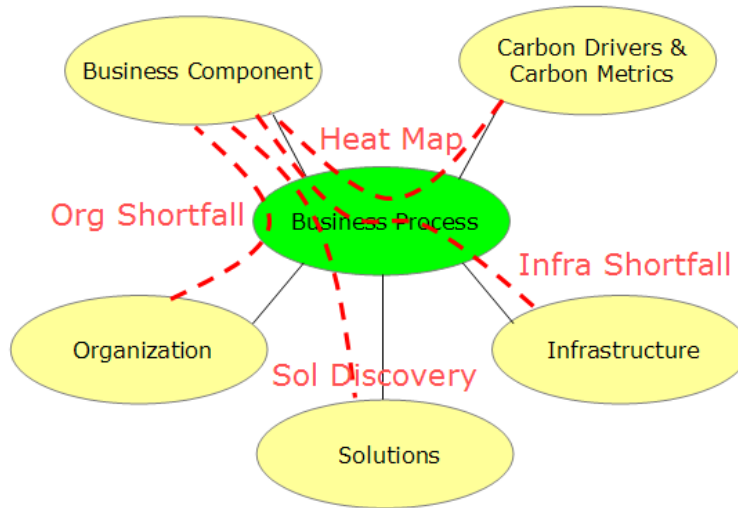 Business Component
Carbon Drivers &
Carbon Metrics
Heat Map
Org Shortfall
Business Process
Infra Shortfall
Organization
Infrastructure
Sol Discovery
Solutions